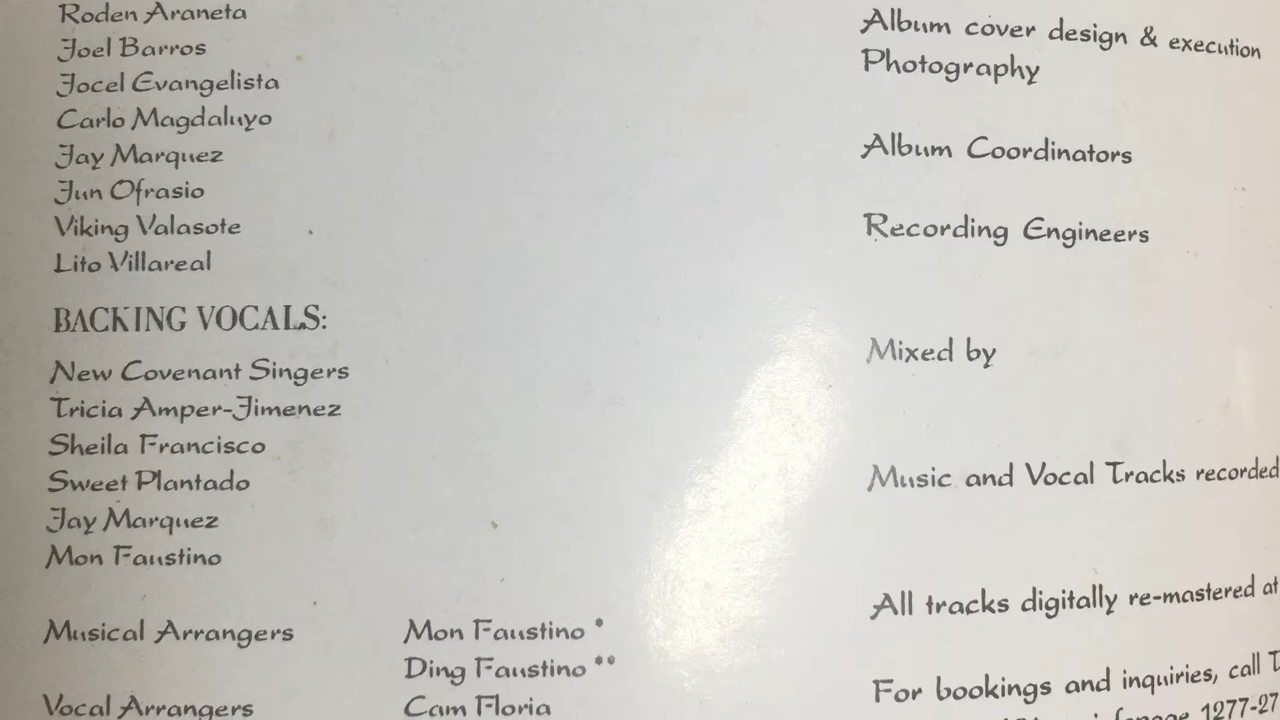 Roden Araneta
Joel Barros
Jocel Evangelista
Carlo Magdaluyo
Jay Marquez
Jun Ofrasio
Viking Valasote
Lito Villareal
BACKING VOCALS:
New Covenant Singers
Tricia Amper-Jimenez
Sheila Francisco
Sweet Plantado
Jay Marquez
Mon Faustino
Musical Arrangers Mon Faustino *
Ding Faustino **
Vocal Arrangers Cam Floria
Album cover design & execution
Photography
Album Coordinators
Recording Engineers
Mixed by
Music and Vocal Tracks recorded
All tracks digitally re-mastered at
For bookings and inquiries, call
1277-27